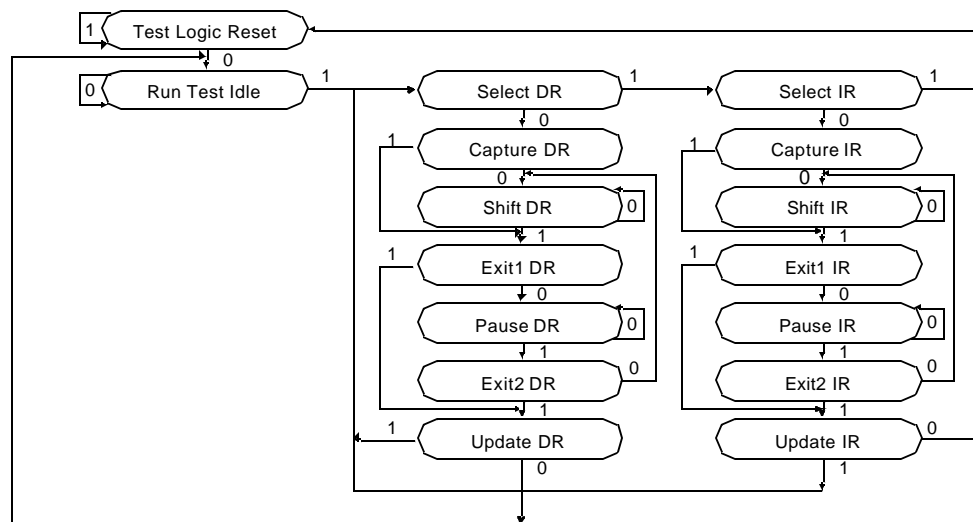 Test Logic Reset
1
0
Run Test Idle
0
1
Select DR
1
Select IR
1
0
0
1
Capture DR
1
Capture IR
0
0
Shift DR
0
Shift IR
0
1
1
1
Exit1 DR
1
Exit1 IR
0
0
Pause DR
0
Pause IR
0
1
1
Exit2 DR
0
Exit2 IR
0
1
1
1
Update DR
Update IR
0
0
1